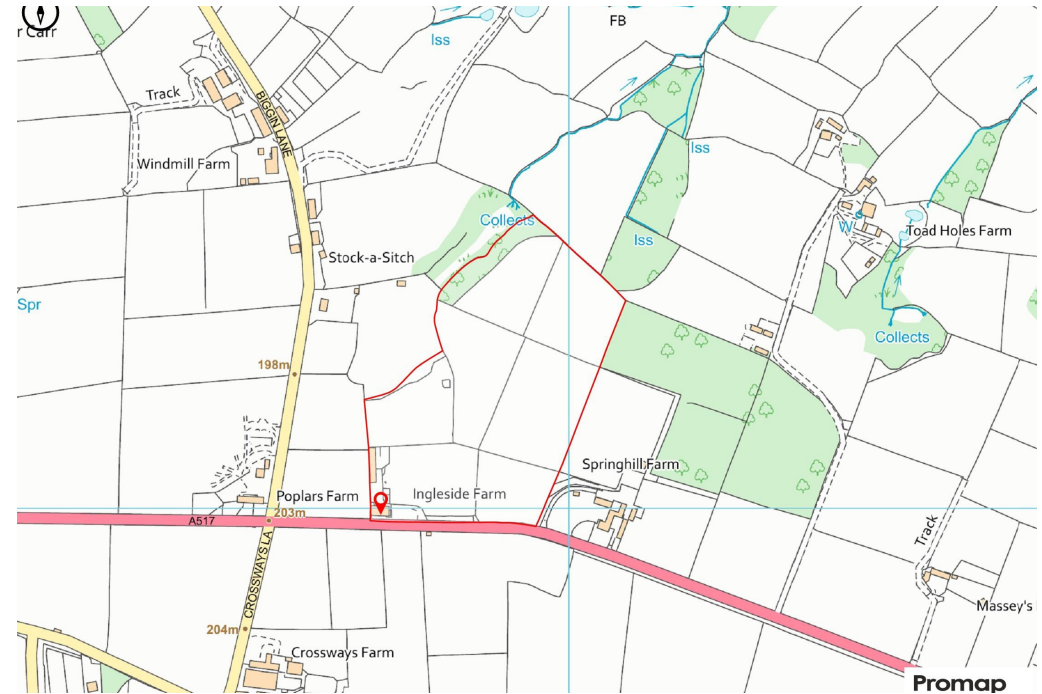 r Carr
Iss
FB
Track
BIGGIN LANE
Windmill Farm
Iss
Collects
Iss
W
Toad Holes Farm
Stock-a-Sitch
Spr
Collects
198m
Springhill Farm
Poplars Farm
Ingleside Farm
203m
A517
Track
CROSSWAYS LA
Massey's
204m
Crossways Farm
Promap